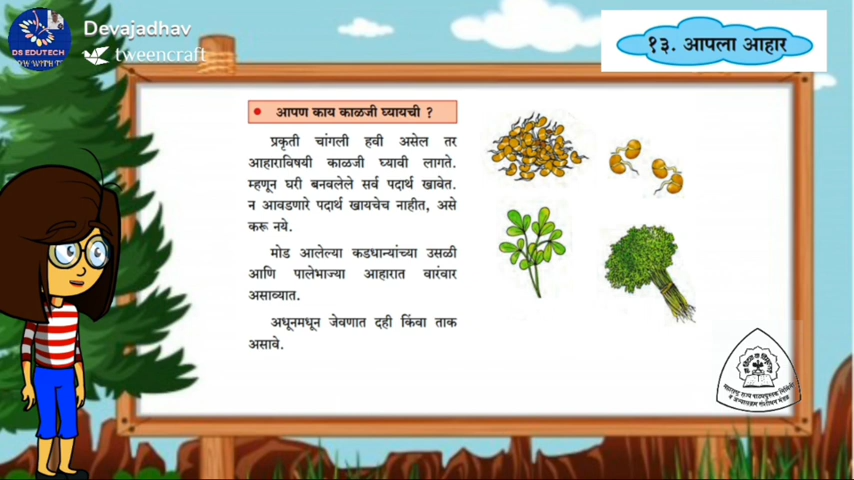 Devajadhav
tweencraft
DS EDUTECH
१३. आपला आहार
• आपण काय काळजी घ्यायची ?
प्रकृती चांगली हवी असेल तर
आहाराविषयी काळजी घ्यावी लागते.
म्हणून घरी बनवलेले सर्व पदार्थ खावेत.
न आवडणारे पदार्थ खायचेच नाहीत, असे
करू नये.
मोड आलेल्या कडधान्यांच्या उसळी
आणि पालेभाज्या आहारात वारंवार
असाव्यात.
अधूनमधून जेवणात दही किंवा ताक
असावे.